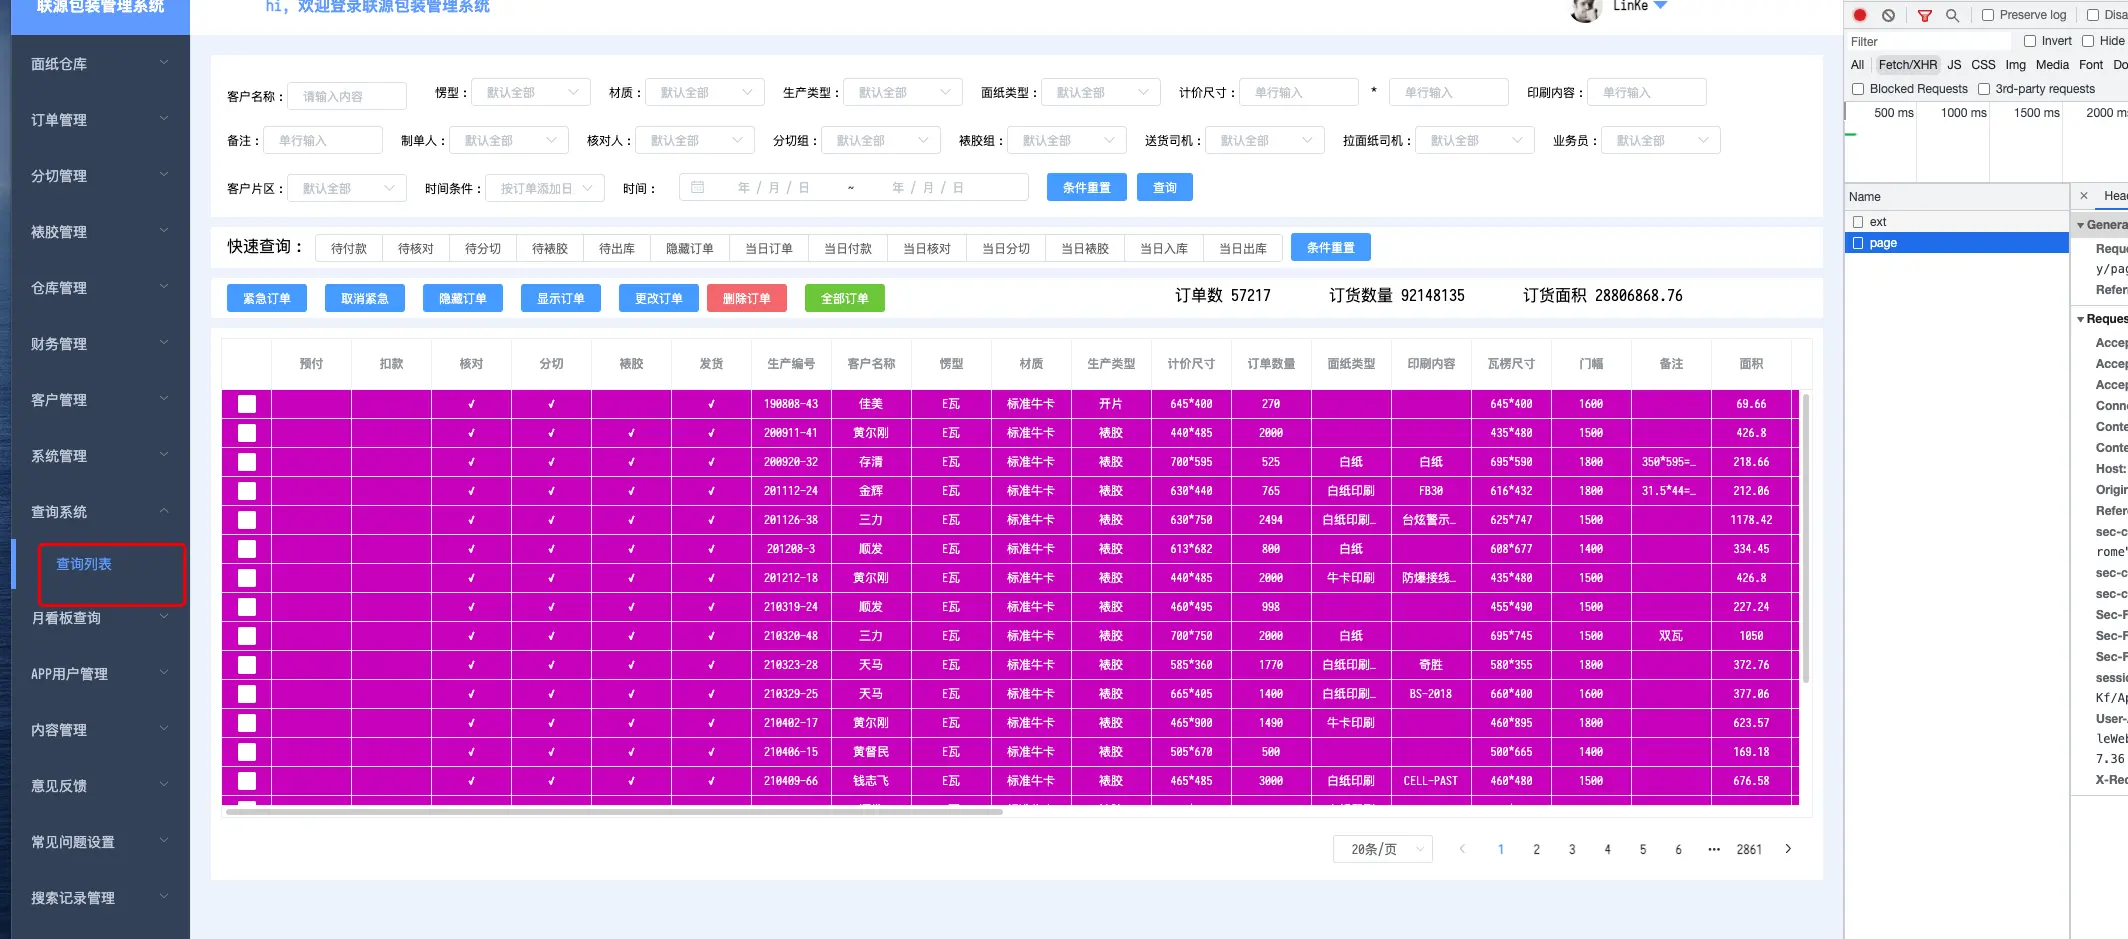 联源包装管理系统
hi, 欢迎登录联源包装管理系统
LinKe
面纸仓库
订单管理
分切管理
裱胶管理
仓库管理
财务管理
客户管理
系统管理
查询系统
查询列表
月看板查询
APP用户管理
内容管理
意见反馈
常见问题设置
搜索记录管理
客户名称： 请输入内容 愣型： 默认全部 材质： 默认全部 生产类型： 默认全部 面纸类型： 默认全部 计价尺寸： 单行输入 * 单行输入 印刷内容： 单行输入
备注： 单行输入 制单人： 默认全部 核对人： 默认全部 分切组： 默认全部 裱胶组： 默认全部 送货司机： 默认全部 拉面纸司机： 默认全部 业务员： 默认全部
客户片区： 默认全部 时间条件： 按订单添加日 时间： 年 / 月 / 日 ~ 年 / 月 / 日 条件重置 查询
快速查询： 待付款 待核对 待分切 待裱胶 待出库 隐藏订单 当日订单 当日付款 当日核对 当日分切 当日裱胶 当日入库 当日出库 条件重置
紧急订单 取消紧急 隐藏订单 显示订单 更改订单 删除订单 全部订单 订单数 57217 订货数量 92148135 订货面积 28806868.76
预付 扣款 核对 分切 裱胶 发货 生产编号 客户名称 愣型 材质 生产类型 计价尺寸 订单数量 面纸类型 印刷内容 瓦楞尺寸 门幅 备注 面积
✓ ✓ ✓ 190808-43 佳美 E瓦 标准牛卡 开片 645*400 270 645*400 1600 69.66
✓ ✓ ✓ ✓ 200911-41 黄尔刚 E瓦 标准牛卡 裱胶 440*485 2000 435*480 1500 426.8
✓ ✓ ✓ ✓ 200920-32 存清 E瓦 标准牛卡 裱胶 700*595 525 白纸 白纸 695*590 1800 350*595=… 218.66
✓ ✓ ✓ ✓ 201112-24 金辉 E瓦 标准牛卡 裱胶 630*440 765 白纸印刷 FB30 616*432 1800 31.5*44=… 212.06
✓ ✓ ✓ ✓ 201126-38 三力 E瓦 标准牛卡 裱胶 630*750 2494 白纸印刷… 台炫警示… 625*747 1500 1178.42
✓ ✓ ✓ ✓ 201208-3 顺发 E瓦 标准牛卡 裱胶 613*682 800 白纸 608*677 1400 334.45
✓ ✓ ✓ ✓ 201212-18 黄尔刚 E瓦 标准牛卡 裱胶 440*485 2000 牛卡印刷 防爆接线… 435*480 1500 426.8
✓ ✓ ✓ ✓ 210319-24 顺发 E瓦 标准牛卡 裱胶 460*495 998 455*490 1500 227.24
✓ ✓ ✓ ✓ 210320-48 三力 E瓦 标准牛卡 裱胶 700*750 2000 白纸 695*745 1500 双瓦 1050
✓ ✓ ✓ ✓ 210323-28 天马 E瓦 标准牛卡 裱胶 585*360 1770 白纸印刷… 奇胜 580*355 1800 372.76
✓ ✓ ✓ ✓ 210329-25 天马 E瓦 标准牛卡 裱胶 665*405 1400 白纸印刷… BS-2018 660*400 1600 377.06
✓ ✓ ✓ ✓ 210402-17 黄尔刚 E瓦 标准牛卡 裱胶 465*900 1490 牛卡印刷 460*895 1800 623.57
✓ ✓ ✓ ✓ 210406-15 黄督民 E瓦 标准牛卡 裱胶 505*670 500 500*665 1400 169.18
✓ ✓ ✓ ✓ 210409-66 钱志飞 E瓦 标准牛卡 裱胶 465*485 3000 白纸印刷 CELL-PAST 460*480 1500 676.58
20条/页 1 2 3 4 5 6 ••• 2861
Preserve log Disa
Filter Invert Hide
All Fetch/XHR JS CSS Img Media Font Do
Blocked Requests 3rd-party requests
500 ms 1000 ms 1500 ms 2000 ms
Name
ext
page
× Hea
Genera
Reque
y/pag
Referr
Reques
Accep
Accep
Accep
Conne
Conte
Conte
Host:
Origin
Refere
sec-c
rome"
sec-c
sec-c
Sec-F
Sec-F
Sec-F
sessio
Kf/Ap
User-
leWeb
7.36
X-Rec